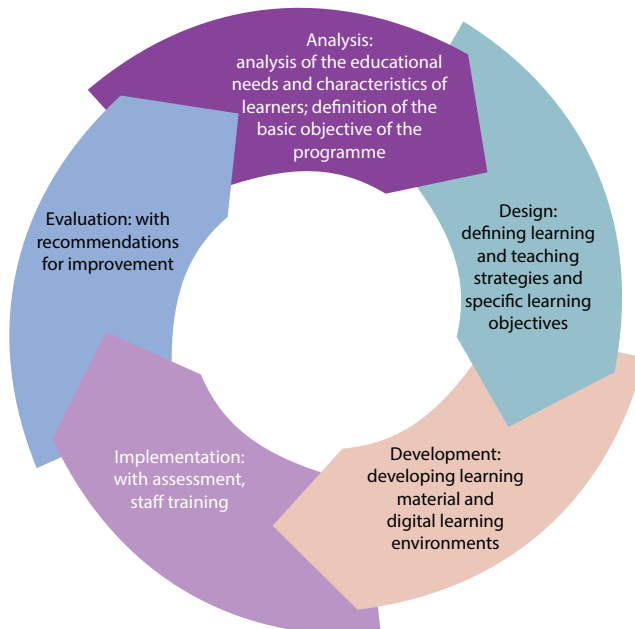 Analysis:
analysis of the educational
needs and characteristics of
learners; definition of the
basic objective of the
programme
Design:
defining learning
and teaching
strategies and
specific learning
objectives
Development:
developing learning
material and
digital learning
environments
Implementation:
with assessment,
staff training
Evaluation: with
recommendations
for improvement